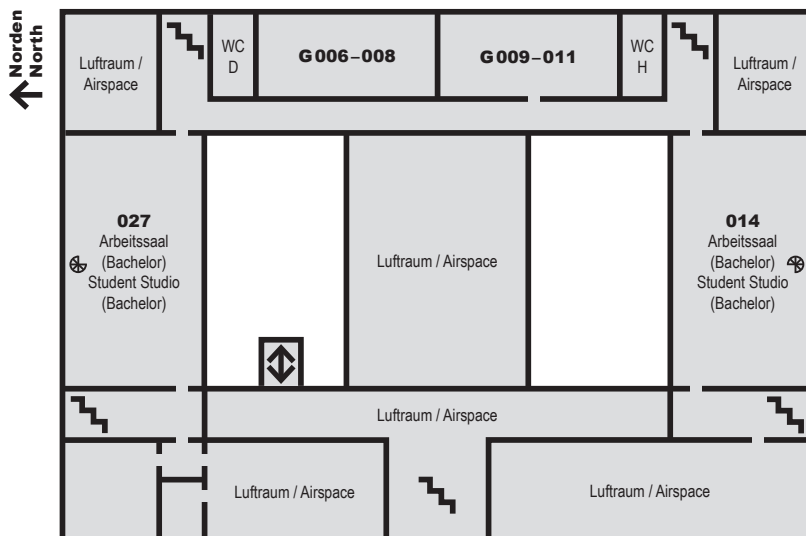 Norden
North
Luftraum /
Airspace
WC
D
G006–008
G009–011
WC
H
Luftraum /
Airspace
027
Arbeitssaal
(Bachelor)
Student Studio
(Bachelor)
Luftraum / Airspace
014
Arbeitssaal
(Bachelor)
Student Studio
(Bachelor)
Luftraum / Airspace
Luftraum / Airspace
Luftraum / Airspace